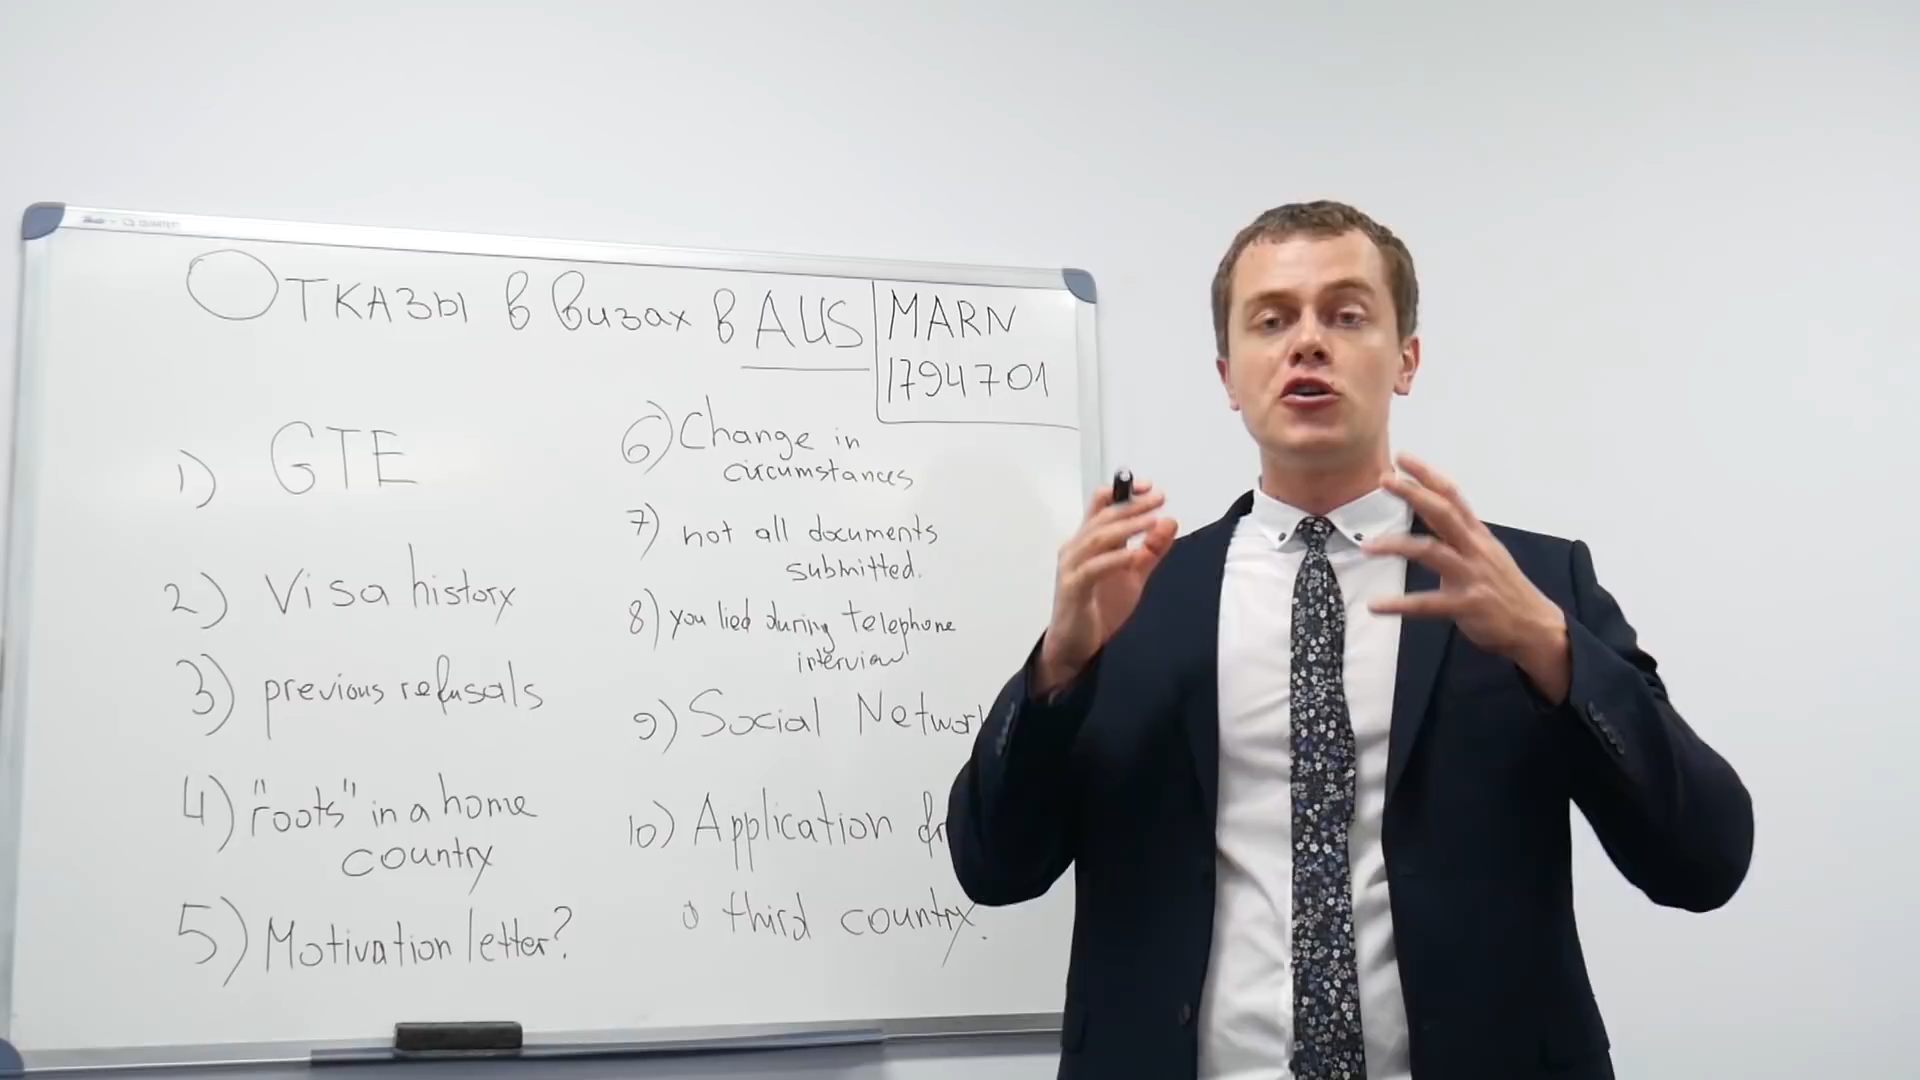 Отказы в визах в AUS
MARN
1794701
1) GTE
2) Visa history
3) previous refusals
4) "roots" in a home
country
5) Motivation letter?
6) Change in
circumstances
7) not all documents
submitted.
8) you lied during telephone
interview
9) Social
10) Application
third country.